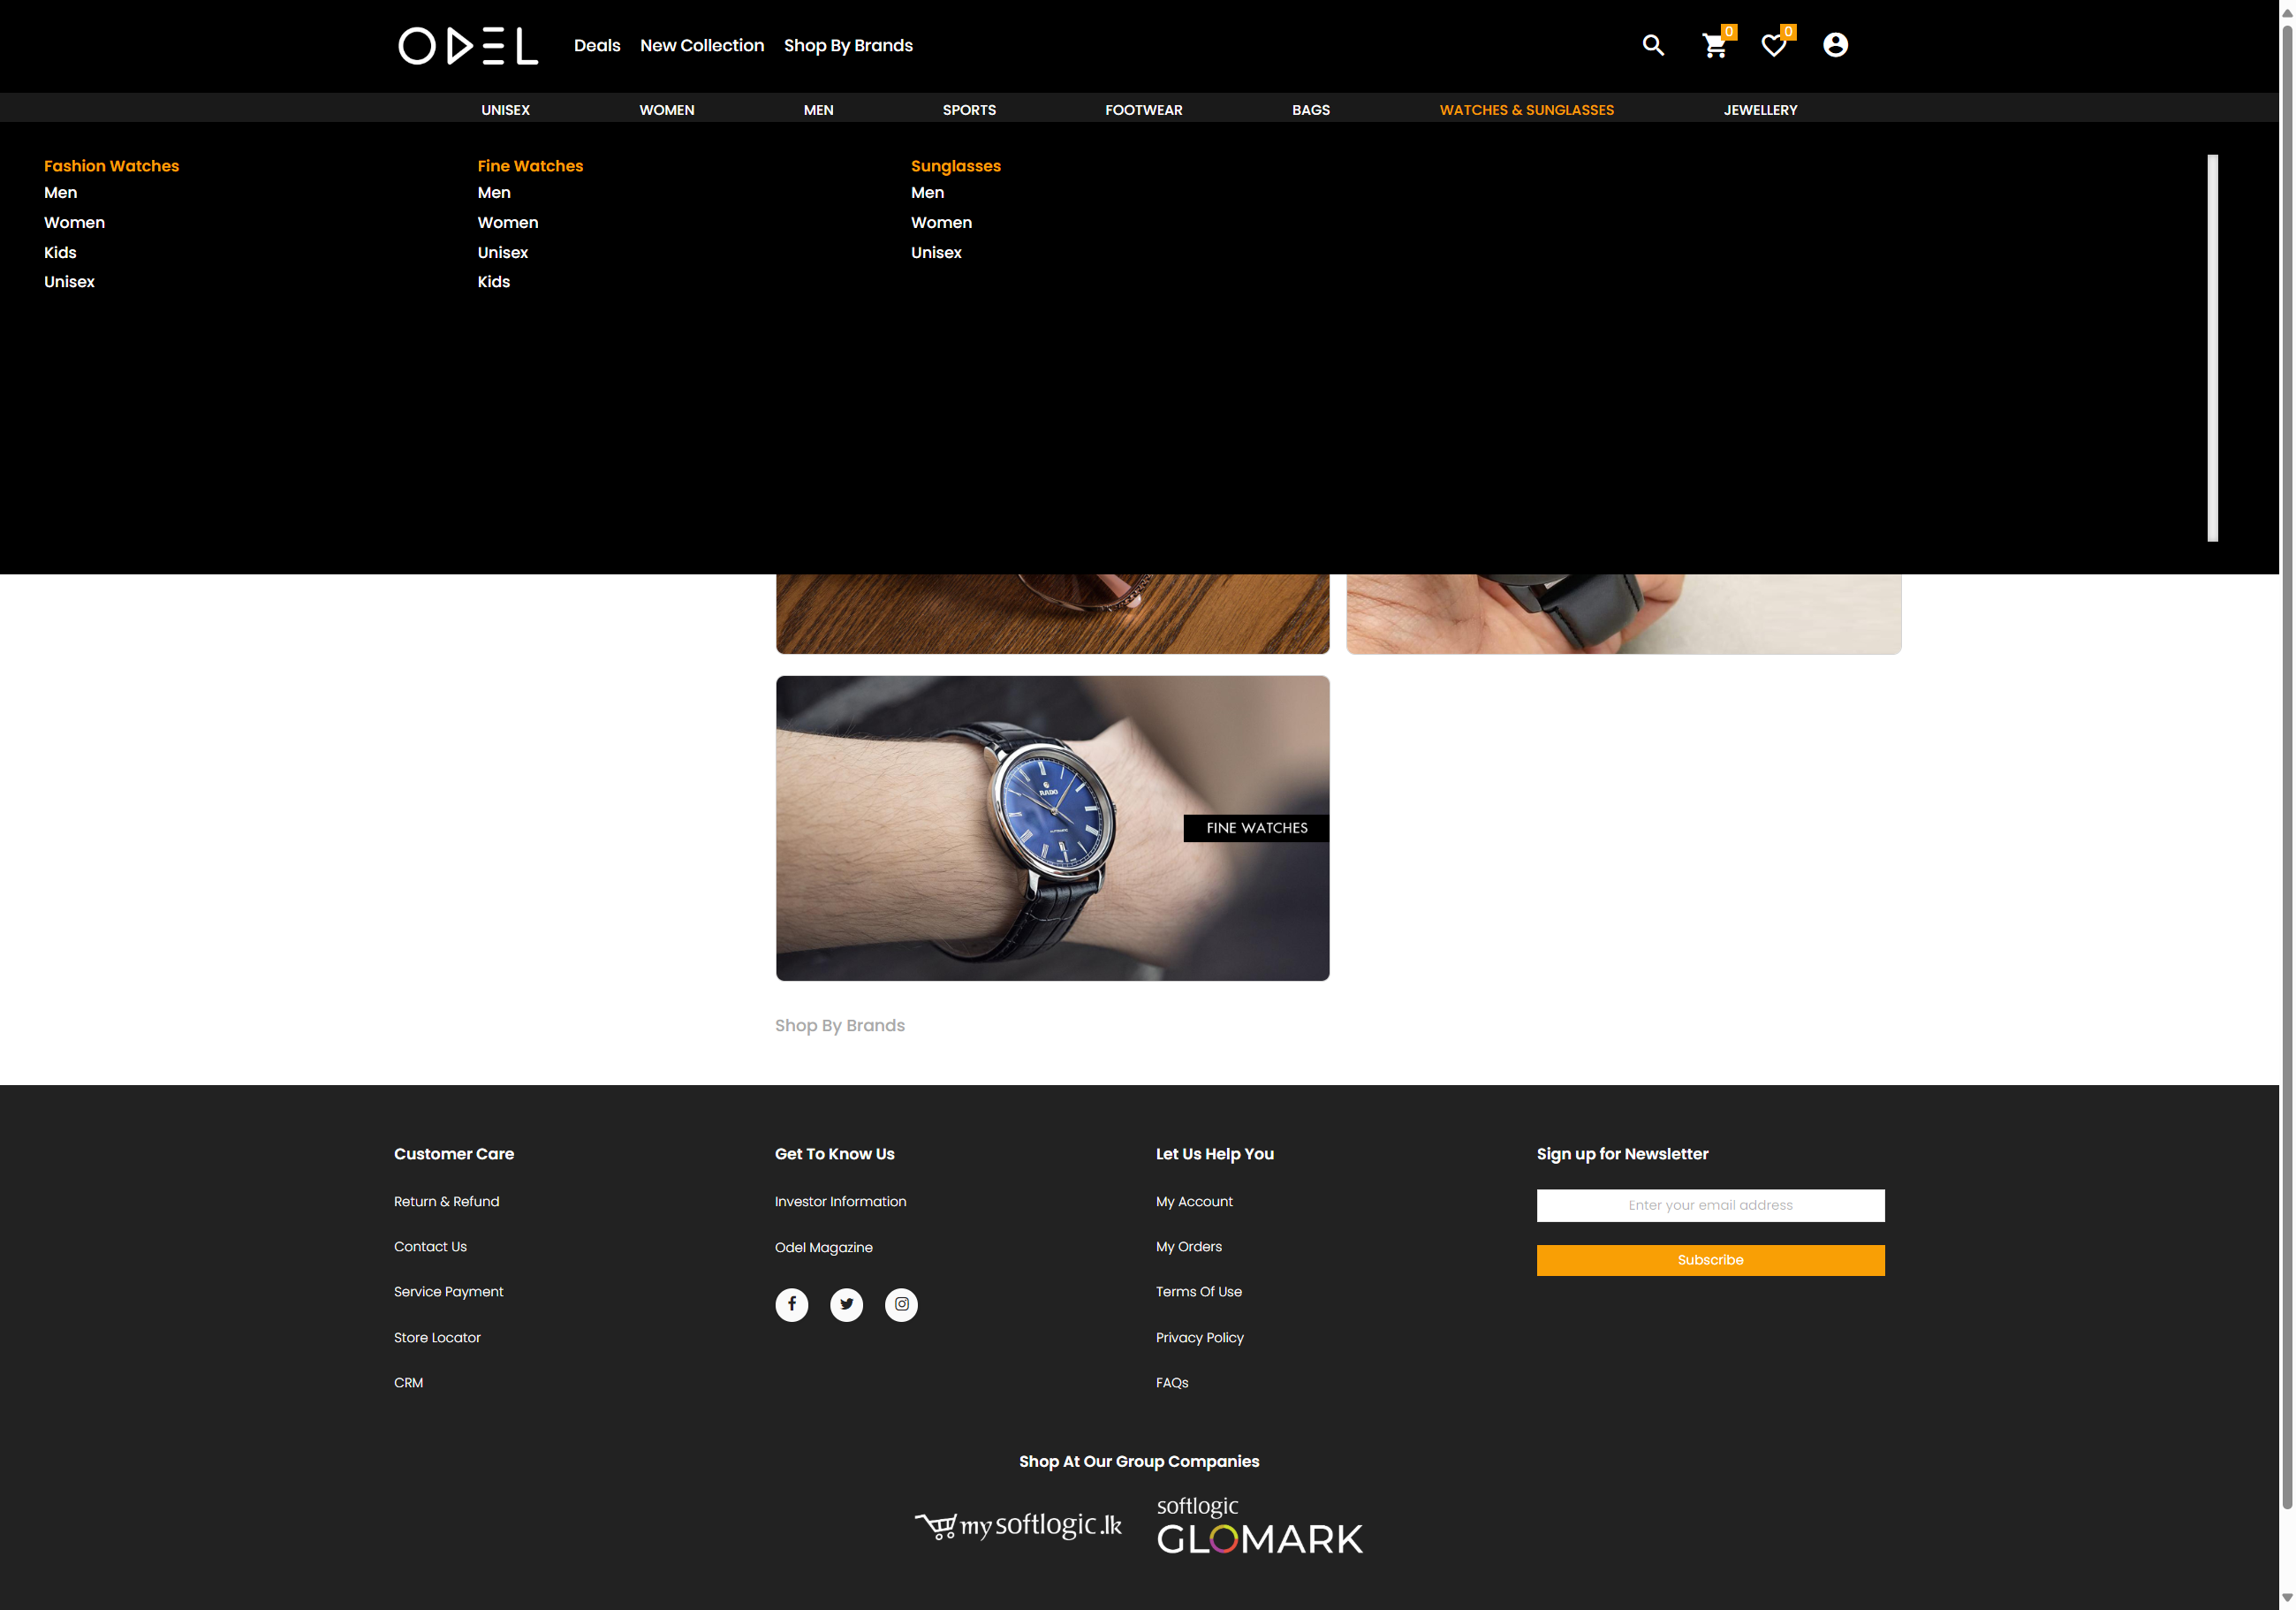 ODEL
Deals New Collection Shop By Brands
0 0
UNISEX WOMEN MEN SPORTS FOOTWEAR BAGS WATCHES & SUNGLASSES JEWELLERY
Fashion Watches
Men
Women
Kids
Unisex
Fine Watches
Men
Women
Unisex
Kids
Sunglasses
Men
Women
Unisex
RADO
FINE WATCHES
Shop By Brands
Customer Care
Return & Refund
Contact Us
Service Payment
Store Locator
CRM
Get To Know Us
Investor Information
Odel Magazine
Let Us Help You
My Account
My Orders
Terms Of Use
Privacy Policy
FAQs
Sign up for Newsletter
Enter your email address
Subscribe
Shop At Our Group Companies
my softlogic.lk
softlogic
GLOMARK